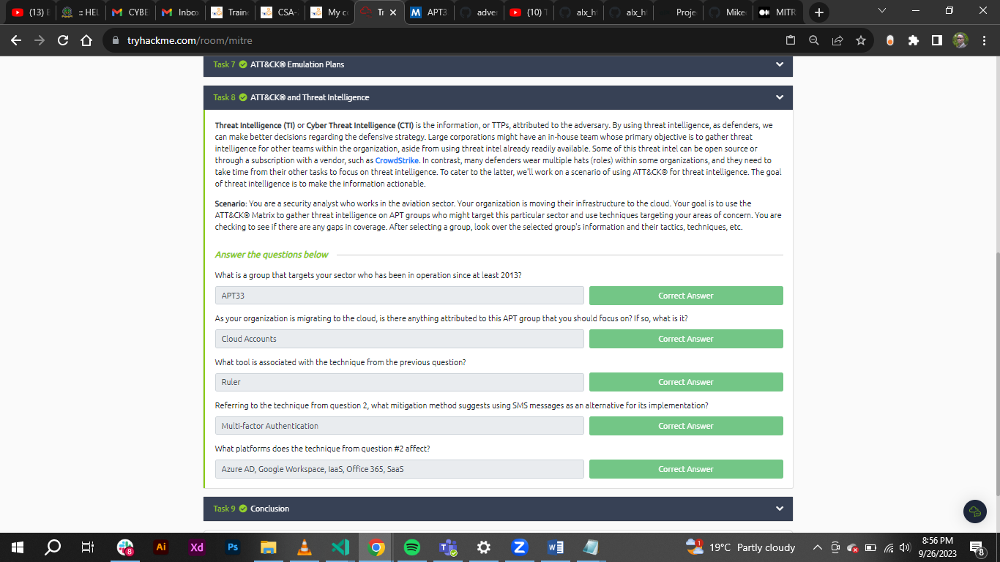 (13) E
:: HEL
CYBE
Inbo
Traine
CSA-
My co
Tr
APT3
adver
(10) T
alx_h
alx_h
Proje
Mike
MITR
tryhackme.com/room/mitre
Task 7 ATT&CK® Emulation Plans
Task 8 ATT&CK® and Threat Intelligence
Threat Intelligence (TI) or Cyber Threat Intelligence (CTI) is the information, or TTPs, attributed to the adversary. By using threat intelligence, as defenders, we
can make better decisions regarding the defensive strategy. Large corporations might have an in-house team whose primary objective is to gather threat
intelligence for other teams within the organization, aside from using threat intel already readily available. Some of this threat intel can be open source or
through a subscription with a vendor, such as CrowdStrike. In contrast, many defenders wear multiple hats (roles) within some organizations, and they need to
take time from their other tasks to focus on threat intelligence. To cater to the latter, we'll work on a scenario of using ATT&CK® for threat intelligence. The goal
of threat intelligence is to make the information actionable.
Scenario: You are a security analyst who works in the aviation sector. Your organization is moving their infrastructure to the cloud. Your goal is to use the
ATT&CK® Matrix to gather threat intelligence on APT groups who might target this particular sector and use techniques targeting your areas of concern. You are
checking to see if there are any gaps in coverage. After selecting a group, look over the selected group's information and their tactics, techniques, etc.
Answer the questions below
What is a group that targets your sector who has been in operation since at least 2013?
APT33
Correct Answer
As your organization is migrating to the cloud, is there anything attributed to this APT group that you should focus on? If so, what is it?
Cloud Accounts
Correct Answer
What tool is associated with the technique from the previous question?
Ruler
Correct Answer
Referring to the technique from question 2, what mitigation method suggests using SMS messages as an alternative for its implementation?
Multi-factor Authentication
Correct Answer
What platforms does the technique from question #2 affect?
Azure AD, Google Workspace, IaaS, Office 365, SaaS
Correct Answer
Task 9 Conclusion
8
Ai
Xd
Ps
1
19°C Partly cloudy
8:56 PM
9/26/2023
8